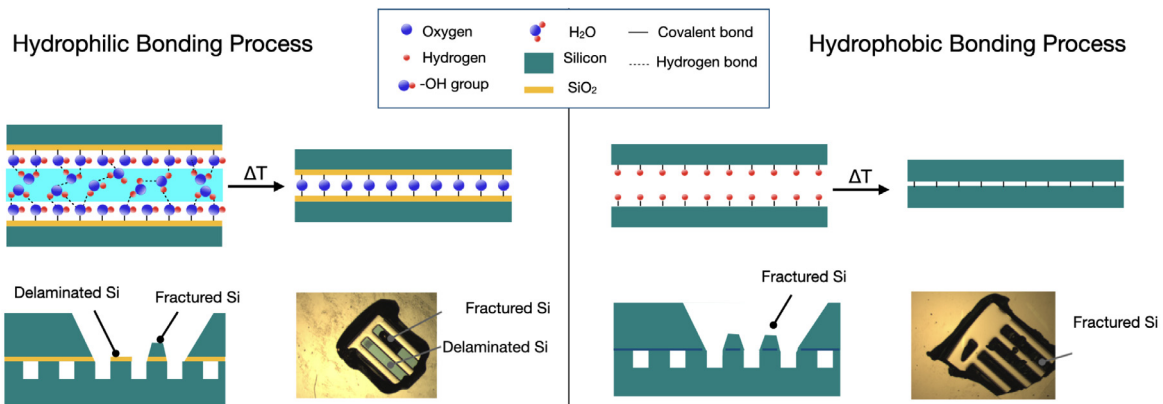 Hydrophilic Bonding Process
Oxygen
Hydrogen
-OH group
H₂O
Silicon
SiO₂
Covalent bond
Hydrogen bond
Hydrophobic Bonding Process
ΔT
ΔT
Delaminated Si
Fractured Si
Fractured Si
Delaminated Si
Fractured Si
Fractured Si